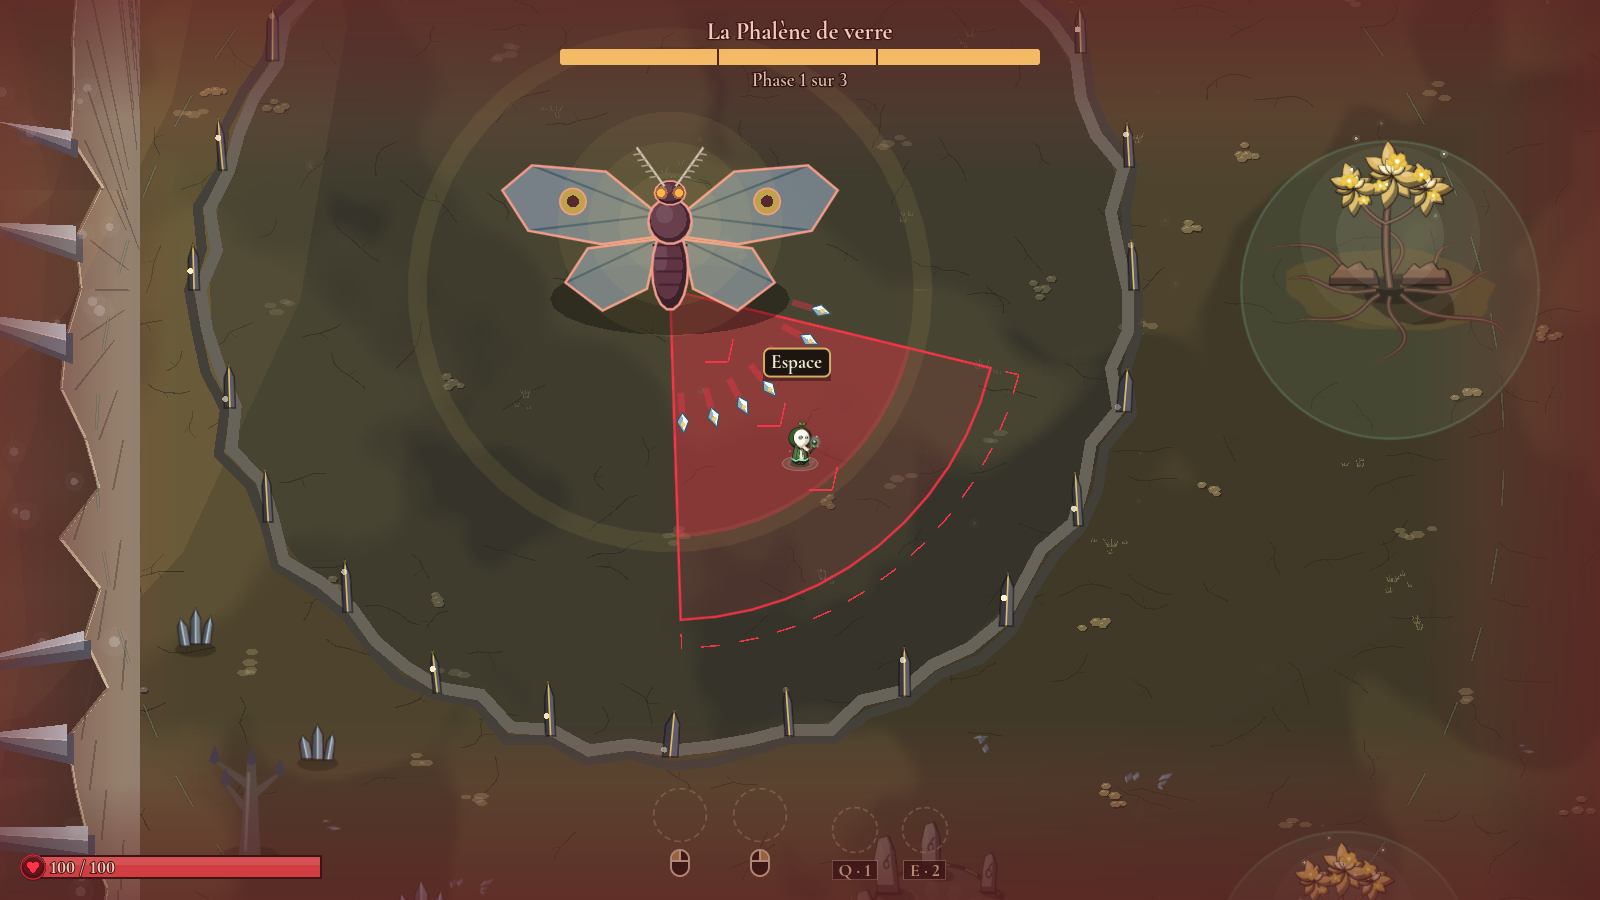 La Phalène de verre
Phase 1 sur 3
Espace
100 / 100
Q · 1
E · 2